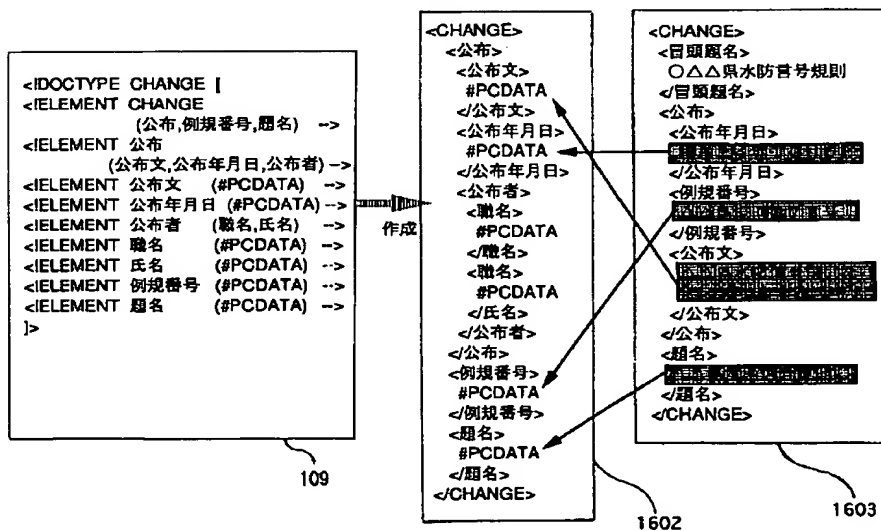 <!DOCTYPE CHANGE [
<!ELEMENT CHANGE
(公布,例規番号,題名) -->
<!ELEMENT 公布
(公布文,公布年月日,公布者) -->
<!ELEMENT 公布文 (#PCDATA) -->
<!ELEMENT 公布年月日 (#PCDATA) -->
<!ELEMENT 公布者 (職名,氏名) -->
<!ELEMENT 職名 (#PCDATA) -->
<!ELEMENT 氏名 (#PCDATA) -->
<!ELEMENT 例規番号 (#PCDATA) -->
<!ELEMENT 題名 (#PCDATA) -->
]>
109
作成
<CHANGE>
<公布>
<公布文>
#PCDATA
</公布文>
<公布年月日>
#PCDATA
</公布年月日>
<公布者>
<職名>
#PCDATA
</職名>
<職名>
#PCDATA
</氏名>
</公布者>
</公布>
<例規番号>
#PCDATA
</例規番号>
<題名>
#PCDATA
</題名>
</CHANGE>
1602
<CHANGE>
<冒頭題名>
○△△県水防信号規則
</冒頭題名>
<公布>
<公布年月日>
</公布年月日>
<例規番号>
</例規番号>
<公布文>
</公布文>
</公布>
<題名>
</題名>
</CHANGE>
1603